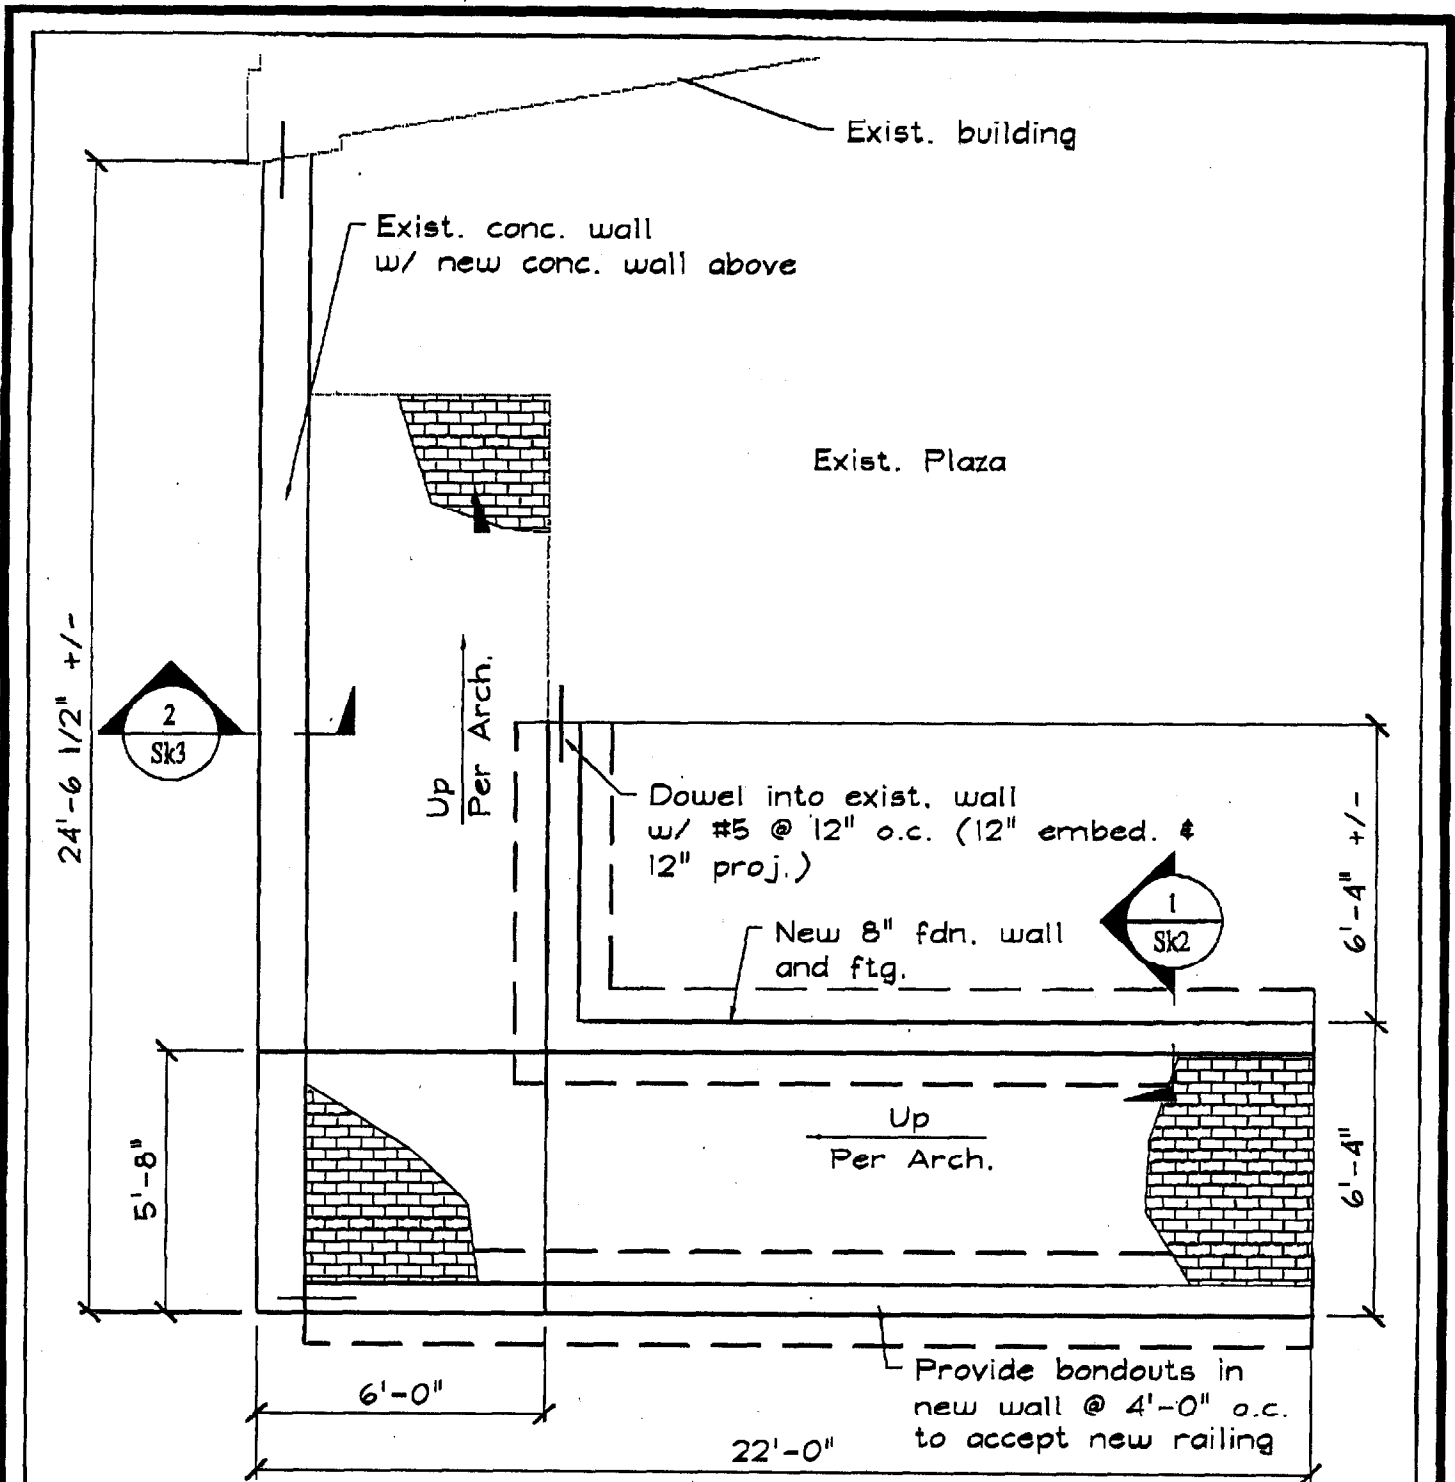 Exist. building
Exist. conc. wall
w/ new conc. wall above
Exist. Plaza
24'-6 1/2" +/-
2
Sk3
Up
Per Arch.
Dowel into exist. wall
w/ #5 @ 12" o.c. (12" embed. &
12" proj.)
1
Sk2
6'-4" +/-
New 8" fdn. wall
and ftg.
5'-8"
Up
Per Arch.
6'-4"
Provide bondouts in
new wall @ 4'-0" o.c.
to accept new railing
6'-0"
22'-0"